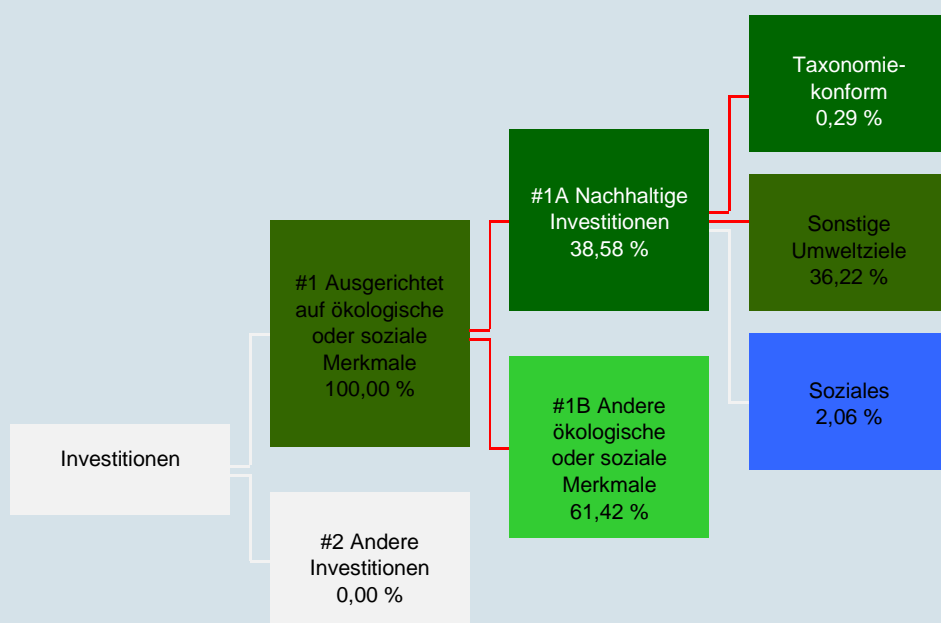 Investitionen
#1 Ausgerichtet
auf ökologische
oder soziale
Merkmale
100,00 %
#2 Andere
Investitionen
0,00 %
#1A Nachhaltige
Investitionen
38,58 %
#1B Andere
ökologische
oder soziale
Merkmale
61,42 %
Taxonomie-
konform
0,29 %
Sonstige
Umweltziele
36,22 %
Soziales
2,06 %